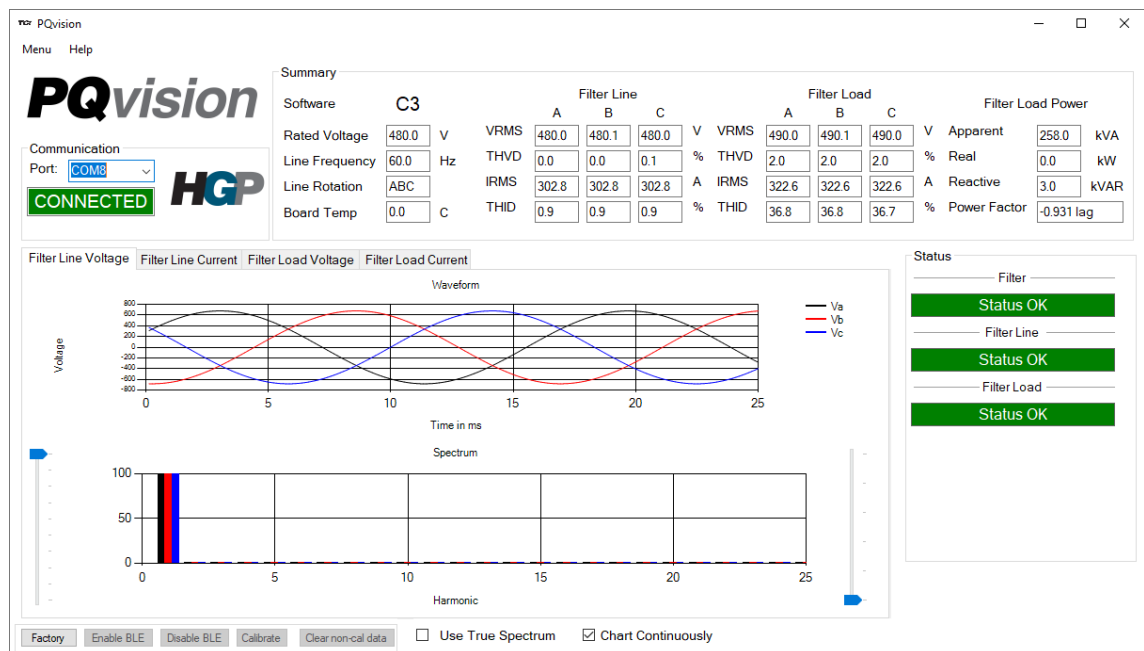 PQvision
Menu Help
PQvision
Communication
Port: COM8
CONNECTED
HGP
Summary
Software C3
Rated Voltage 480.0 V
Line Frequency 60.0 Hz
Line Rotation ABC
Board Temp 0.0 C
Filter Line
A B C
VRMS 480.0 480.1 480.0 V
THVD 0.0 0.0 0.1 %
IRMS 302.8 302.8 302.8 A
THID 0.9 0.9 0.9 %
Filter Load
A B C
VRMS 490.0 490.1 490.0 V
THVD 2.0 2.0 2.0 %
IRMS 322.6 322.6 322.6 A
THID 36.8 36.8 36.7 %
Filter Load Power
Apparent 258.0 kVA
Real 0.0 kW
Reactive 3.0 kVAR
Power Factor -0.931 lag
Filter Line Voltage Filter Line Current Filter Load Voltage Filter Load Current
Waveform
Voltage
800
600
400
200
0
-200
-400
-600
-800
0 5 10 15 20 25
Time in ms
Va
Vb
Vc
Spectrum
100
50
0
0 5 10 15 20 25
Harmonic
Status
Filter
Status OK
Filter Line
Status OK
Filter Load
Status OK
Factory Enable BLE Disable BLE Calibrate Clear non-cal data Use True Spectrum Chart Continuously